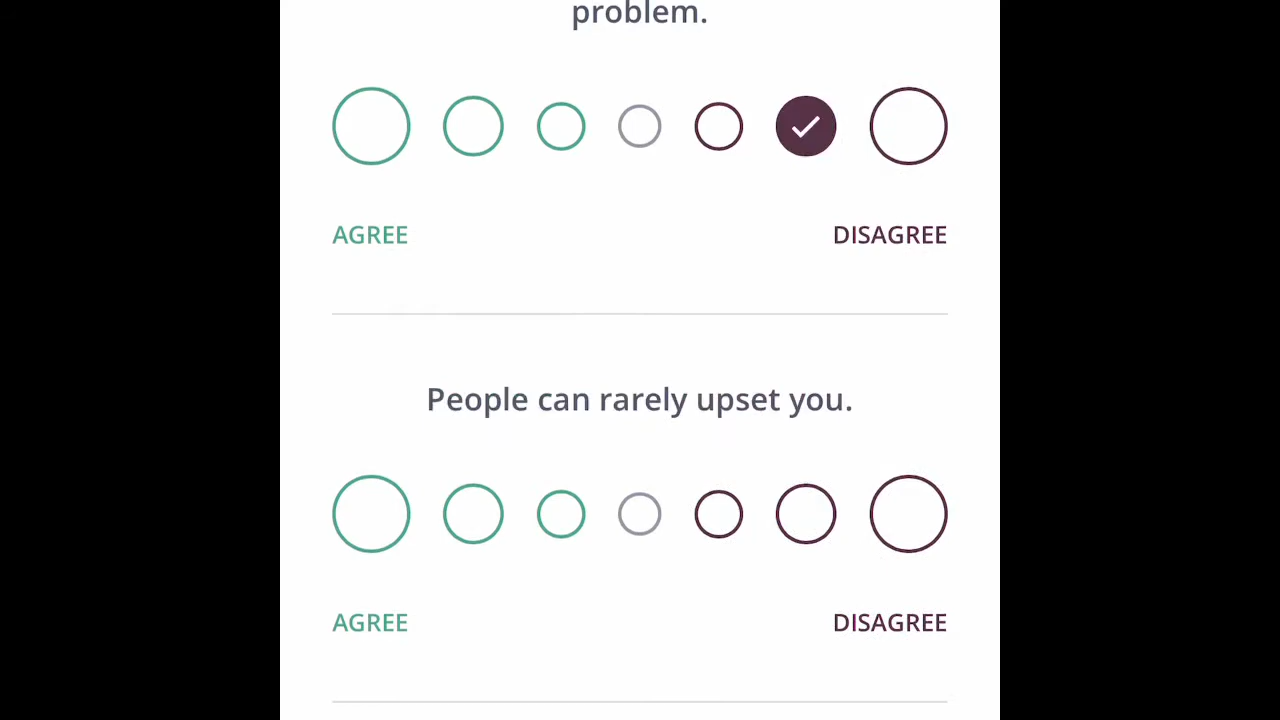 problem.
AGREE
DISAGREE
People can rarely upset you.
AGREE
DISAGREE